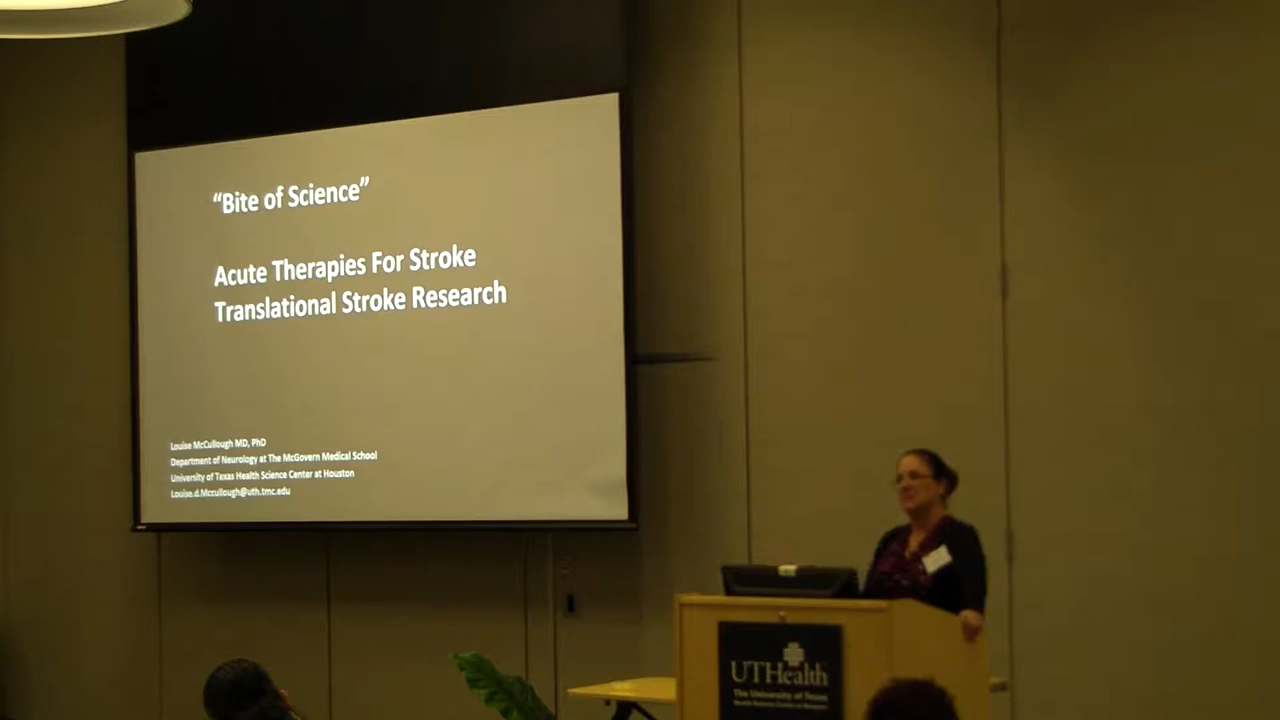 “Bite of Science”
Acute Therapies For Stroke
Translational Stroke Research
Louise McCullough MD, PhD
Department of Neurology at The McGovern Medical School
University of Texas Health Science Center at Houston
Louise.d.Mccullough@uth.tmc.edu
UTHealth
The University of Texas